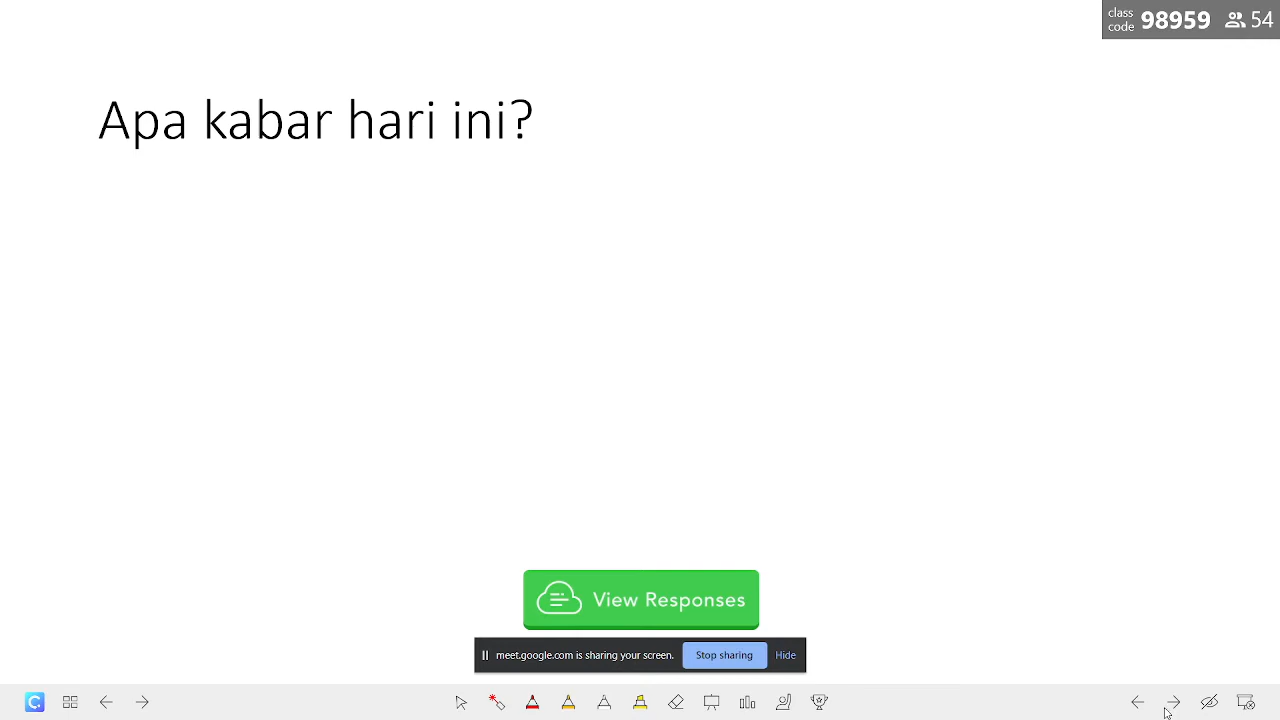 class
code 98959 54
Apa kabar hari ini?
View Responses
meet.google.com is sharing your screen. Stop sharing Hide